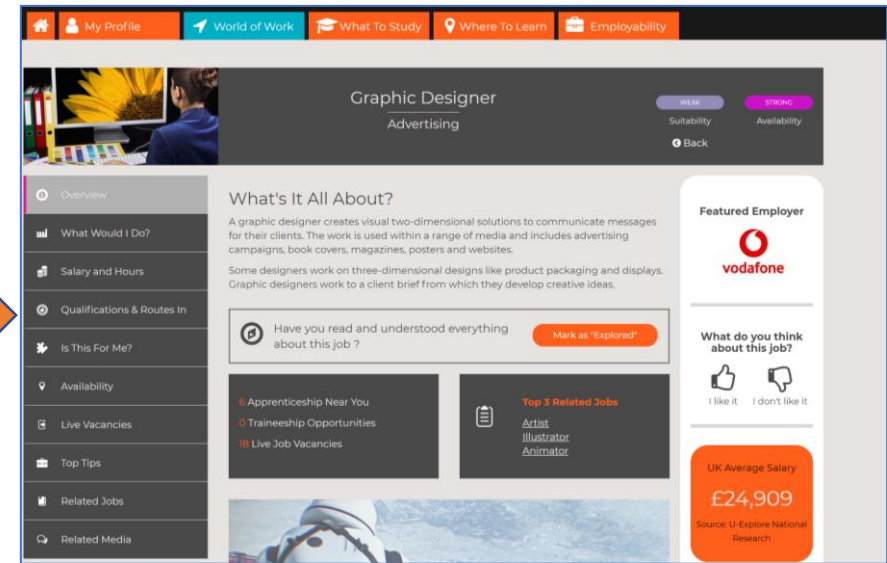 My Profile
World of Work
What To Study
Where To Learn
Employability
Graphic Designer
Advertising
WEAK
STRONG
Suitability
Availability
Back
Overview
What Would I Do?
Salary and Hours
Qualifications & Routes In
Is This For Me?
Availability
Live Vacancies
Top Tips
Related Jobs
Related Media
What's It All About?
A graphic designer creates visual two-dimensional solutions to communicate messages
for their clients. The work is used within a range of media and includes advertising
campaigns, book covers, magazines, posters and websites.
Some designers work on three-dimensional designs like product packaging and displays.
Graphic designers work to a client brief from which they develop creative ideas.
Have you read and understood everything
about this job ?
Mark as "Explored"
6 Apprenticeship Near You
0 Traineeship Opportunities
18 Live Job Vacancies
Top 3 Related Jobs
Artist
Illustrator
Animator
Featured Employer
vodafone
What do you think
about this job?
I like it
I don't like it
UK Average Salary
£24,909
Source: U-Explore National
Research